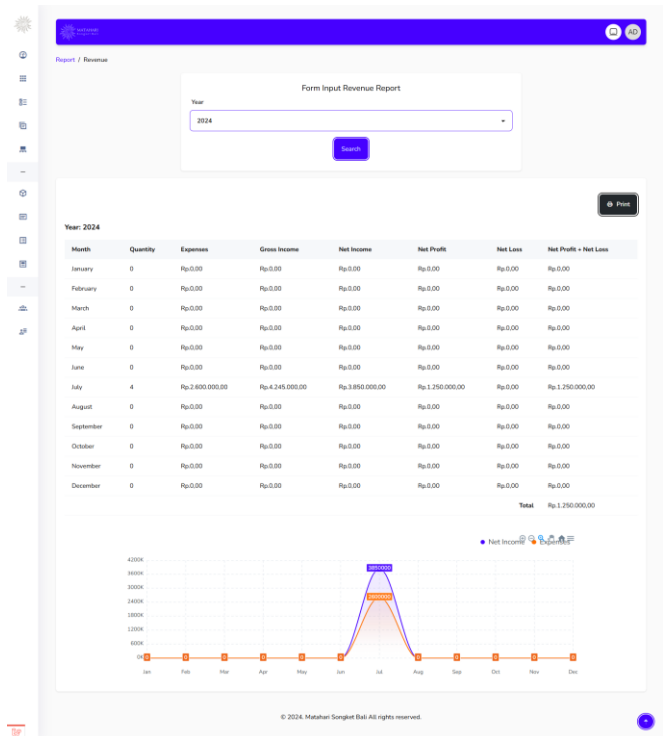 MATAHARI
Songket Bali
AD
Report / Revenue
Form Input Revenue Report
Year
2024
Search
Print
Year: 2024
Month Quantity Expenses Gross Income Net Income Net Profit Net Loss Net Profit + Net Loss
January 0 Rp.0,00 Rp.0,00 Rp.0,00 Rp.0,00 Rp.0,00 Rp.0,00
February 0 Rp.0,00 Rp.0,00 Rp.0,00 Rp.0,00 Rp.0,00 Rp.0,00
March 0 Rp.0,00 Rp.0,00 Rp.0,00 Rp.0,00 Rp.0,00 Rp.0,00
April 0 Rp.0,00 Rp.0,00 Rp.0,00 Rp.0,00 Rp.0,00 Rp.0,00
May 0 Rp.0,00 Rp.0,00 Rp.0,00 Rp.0,00 Rp.0,00 Rp.0,00
June 0 Rp.0,00 Rp.0,00 Rp.0,00 Rp.0,00 Rp.0,00 Rp.0,00
July 4 Rp.2.600.000,00 Rp.4.245.000,00 Rp.3.850.000,00 Rp.1.250.000,00 Rp.0,00 Rp.1.250.000,00
August 0 Rp.0,00 Rp.0,00 Rp.0,00 Rp.0,00 Rp.0,00 Rp.0,00
September 0 Rp.0,00 Rp.0,00 Rp.0,00 Rp.0,00 Rp.0,00 Rp.0,00
October 0 Rp.0,00 Rp.0,00 Rp.0,00 Rp.0,00 Rp.0,00 Rp.0,00
November 0 Rp.0,00 Rp.0,00 Rp.0,00 Rp.0,00 Rp.0,00 Rp.0,00
December 0 Rp.0,00 Rp.0,00 Rp.0,00 Rp.0,00 Rp.0,00 Rp.0,00
Total Rp.1.250.000,00
Net Income Expenses
4200K
3850000
3600K
3000K
2600000
2400K
1800K
1200K
600K
0K 0 0 0 0 0 0 0 0 0 0 0
Jan Feb Mar Apr May Jun Jul Aug Sep Oct Nov Dec
© 2024. Matahari Songket Bali All rights reserved.